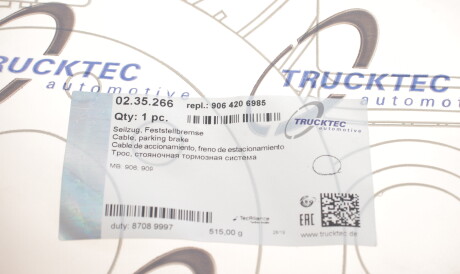 TRUCKTEC
automotive
TRUCKTEC
automotive
02.35.266 repl.: 906 420 6985
Qty: 1 pc.
Seilzug, Feststellbremse
Cable, parking brake
Cable de accionamiento, freno de estacionamiento
Трос, стояночная тормозная система
MB: 906, 909
TRUCKTEC
automotive
TecAlliance
EAC
duty: 8708 9997 515,00 g
www.trucktec.de